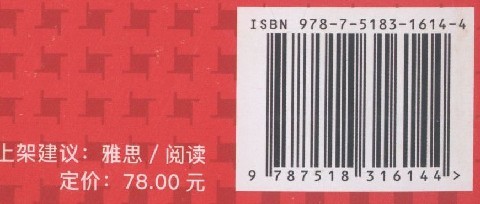 ISBN 978-7-5183-1614-4
9 787518 316144 >
上架建议：雅思 / 阅读
定价：78.00 元